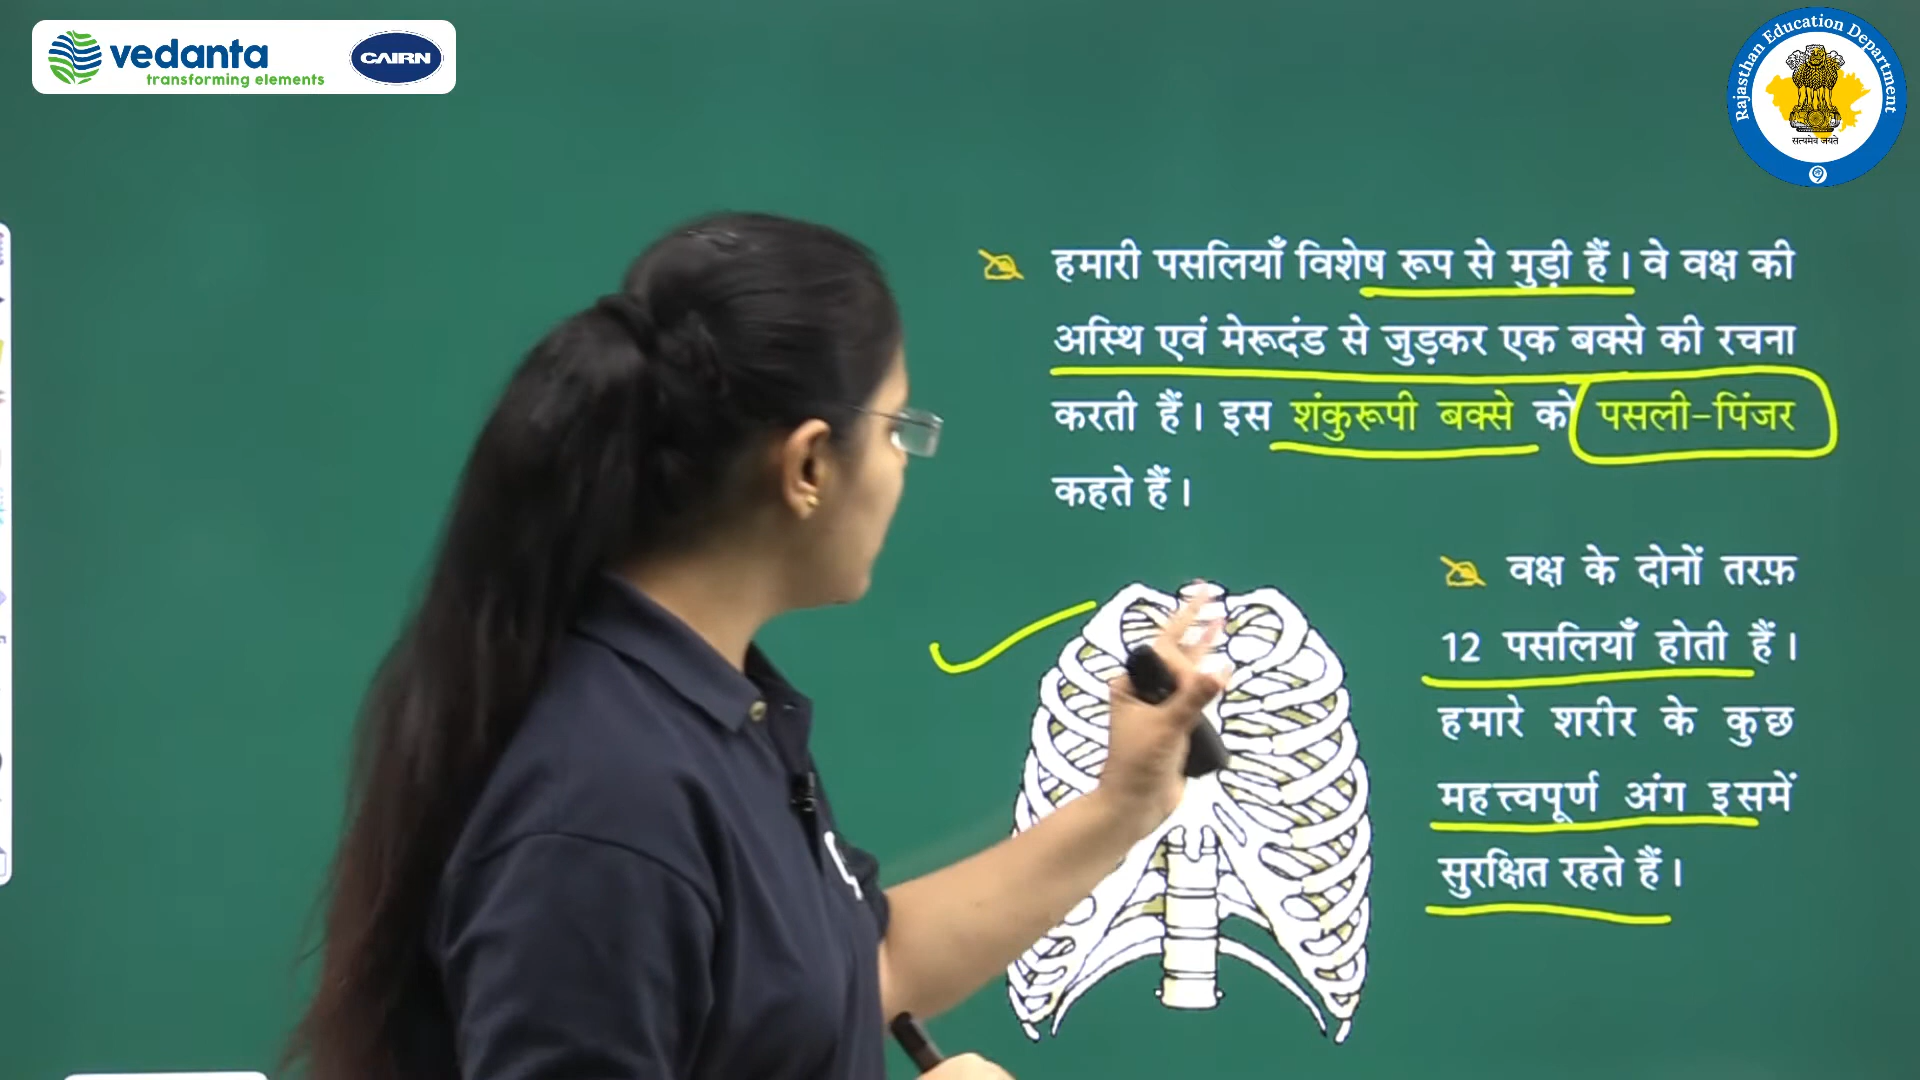 vedanta
transforming elements
CAIRN
Rajasthan Education Department
सत्यमेव जयते
हमारी पसलियाँ विशेष रूप से मुड़ी हैं। वे वक्ष की
अस्थि एवं मेरूदंड से जुड़कर एक बक्से की रचना
करती हैं। इस शंकुरूपी बक्से को पसली-पिंजर
कहते हैं।
वक्ष के दोनों तरफ़
12 पसलियाँ होती हैं।
हमारे शरीर के कुछ
महत्त्वपूर्ण अंग इसमें
सुरक्षित रहते हैं।